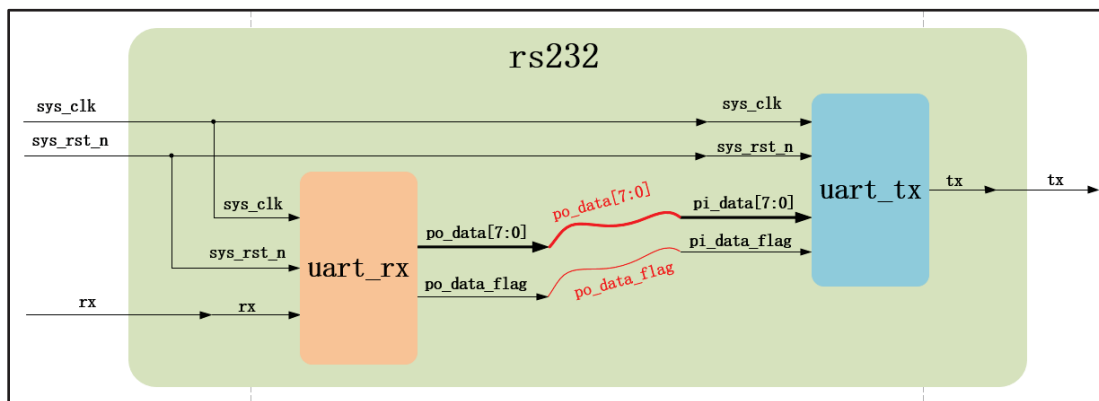 rs232
sys_clk
sys_clk
sys_rst_n
sys_rst_n
sys_clk
po_data[7:0]
pi_data[7:0]
uart_tx
tx
tx
po_data[7:0]
sys_rst_n
uart_rx
pi_data_flag
po_data_flag
po_data_flag
rx
rx